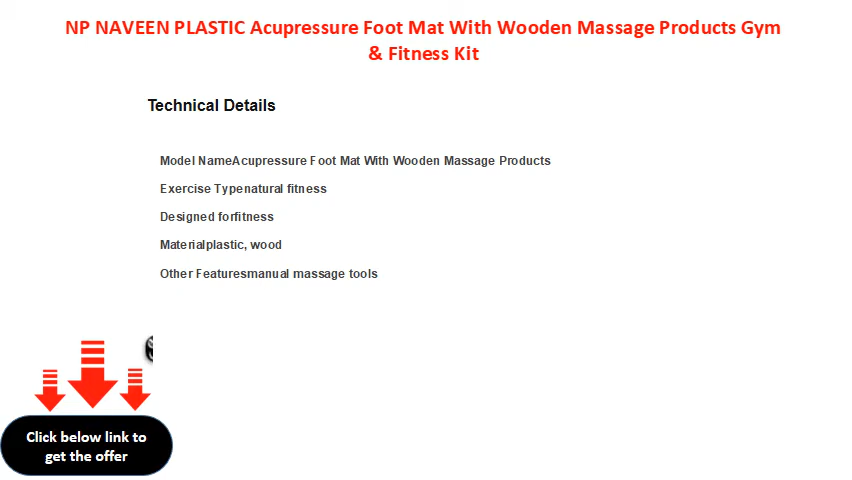 NP NAVEEN PLASTIC Acupressure Foot Mat With Wooden Massage Products Gym
& Fitness Kit
Technical Details
Model NameAcupressure Foot Mat With Wooden Massage Products
Exercise Typenatural fitness
Designed forfitness
Materialplastic, wood
Other Featuresmanual massage tools
Click below link to
get the offer